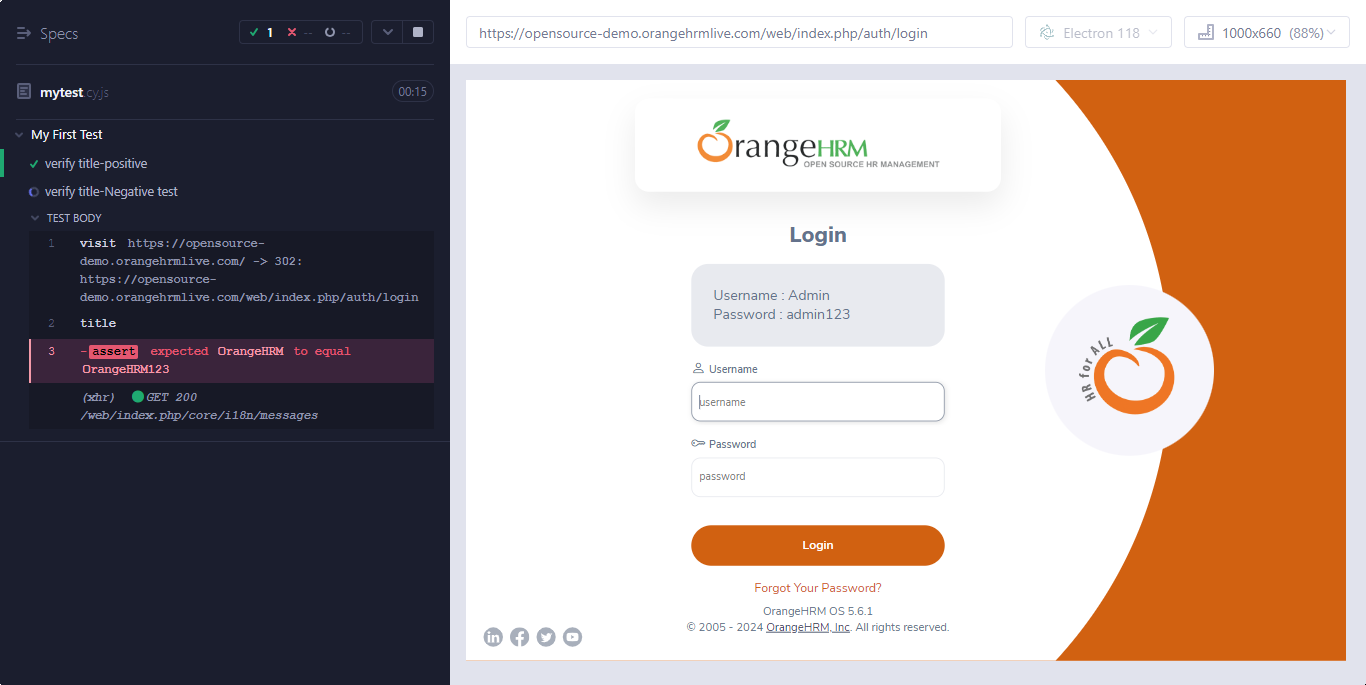 Specs
1 -- --
mytest.cy.js
00:15
My First Test
verify title-positive
verify title-Negative test
TEST BODY
1 visit https://opensource-
demo.orangehrmlive.com/ -> 302:
https://opensource-
demo.orangehrmlive.com/web/index.php/auth/login
2 title
3 -assert expected OrangeHRM to equal
OrangeHRM123
(xhr) GET 200
/web/index.php/core/i18n/messages
https://opensource-demo.orangehrmlive.com/web/index.php/auth/login
Electron 118
1000x660 (88%)
OrangeHRM
OPEN SOURCE HR MANAGEMENT
Login
Username : Admin
Password : admin123
Username
username
Password
password
Login
Forgot Your Password?
OrangeHRM OS 5.6.1
© 2005 - 2024 OrangeHRM, Inc. All rights reserved.
HR for ALL